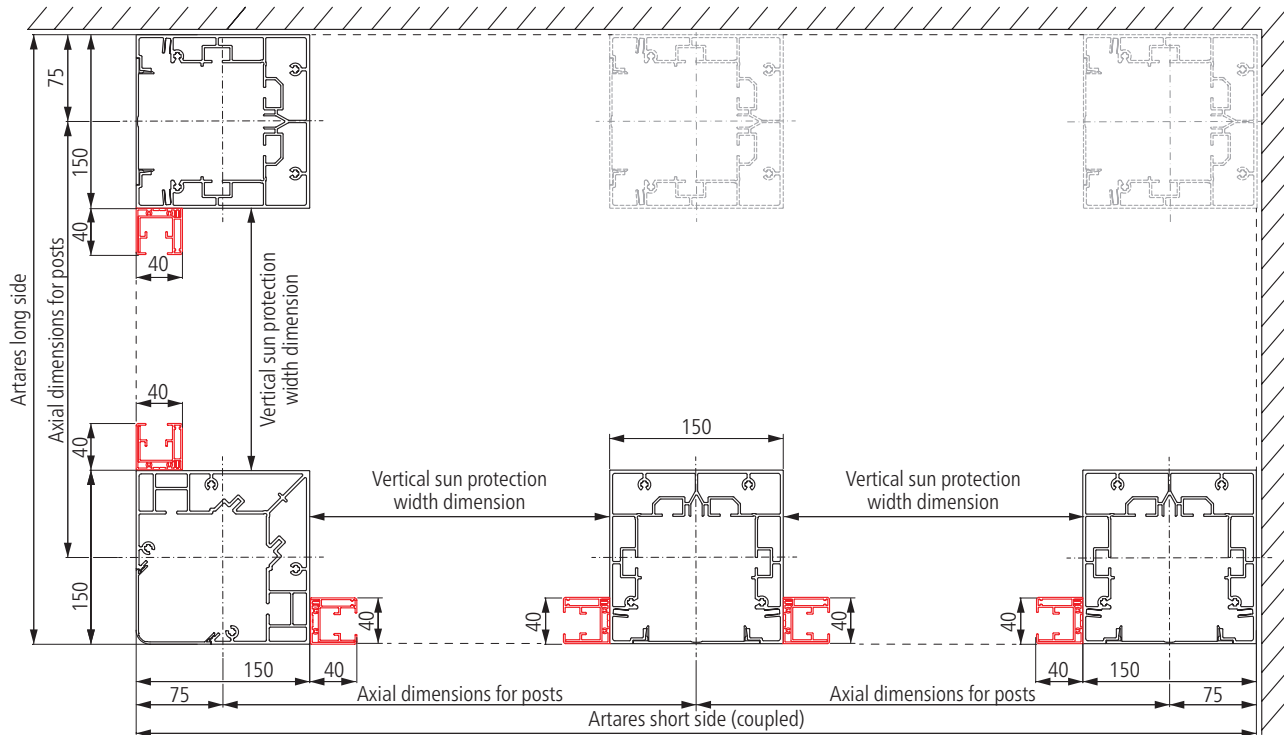 75
150
40
40
Artares long side
Axial dimensions for posts
Vertical sun protection
width dimension
40
40
150
150
Vertical sun protection
width dimension
Vertical sun protection
width dimension
40
40
40
40
150
40
40
150
75
Axial dimensions for posts
Axial dimensions for posts
75
Artares short side (coupled)